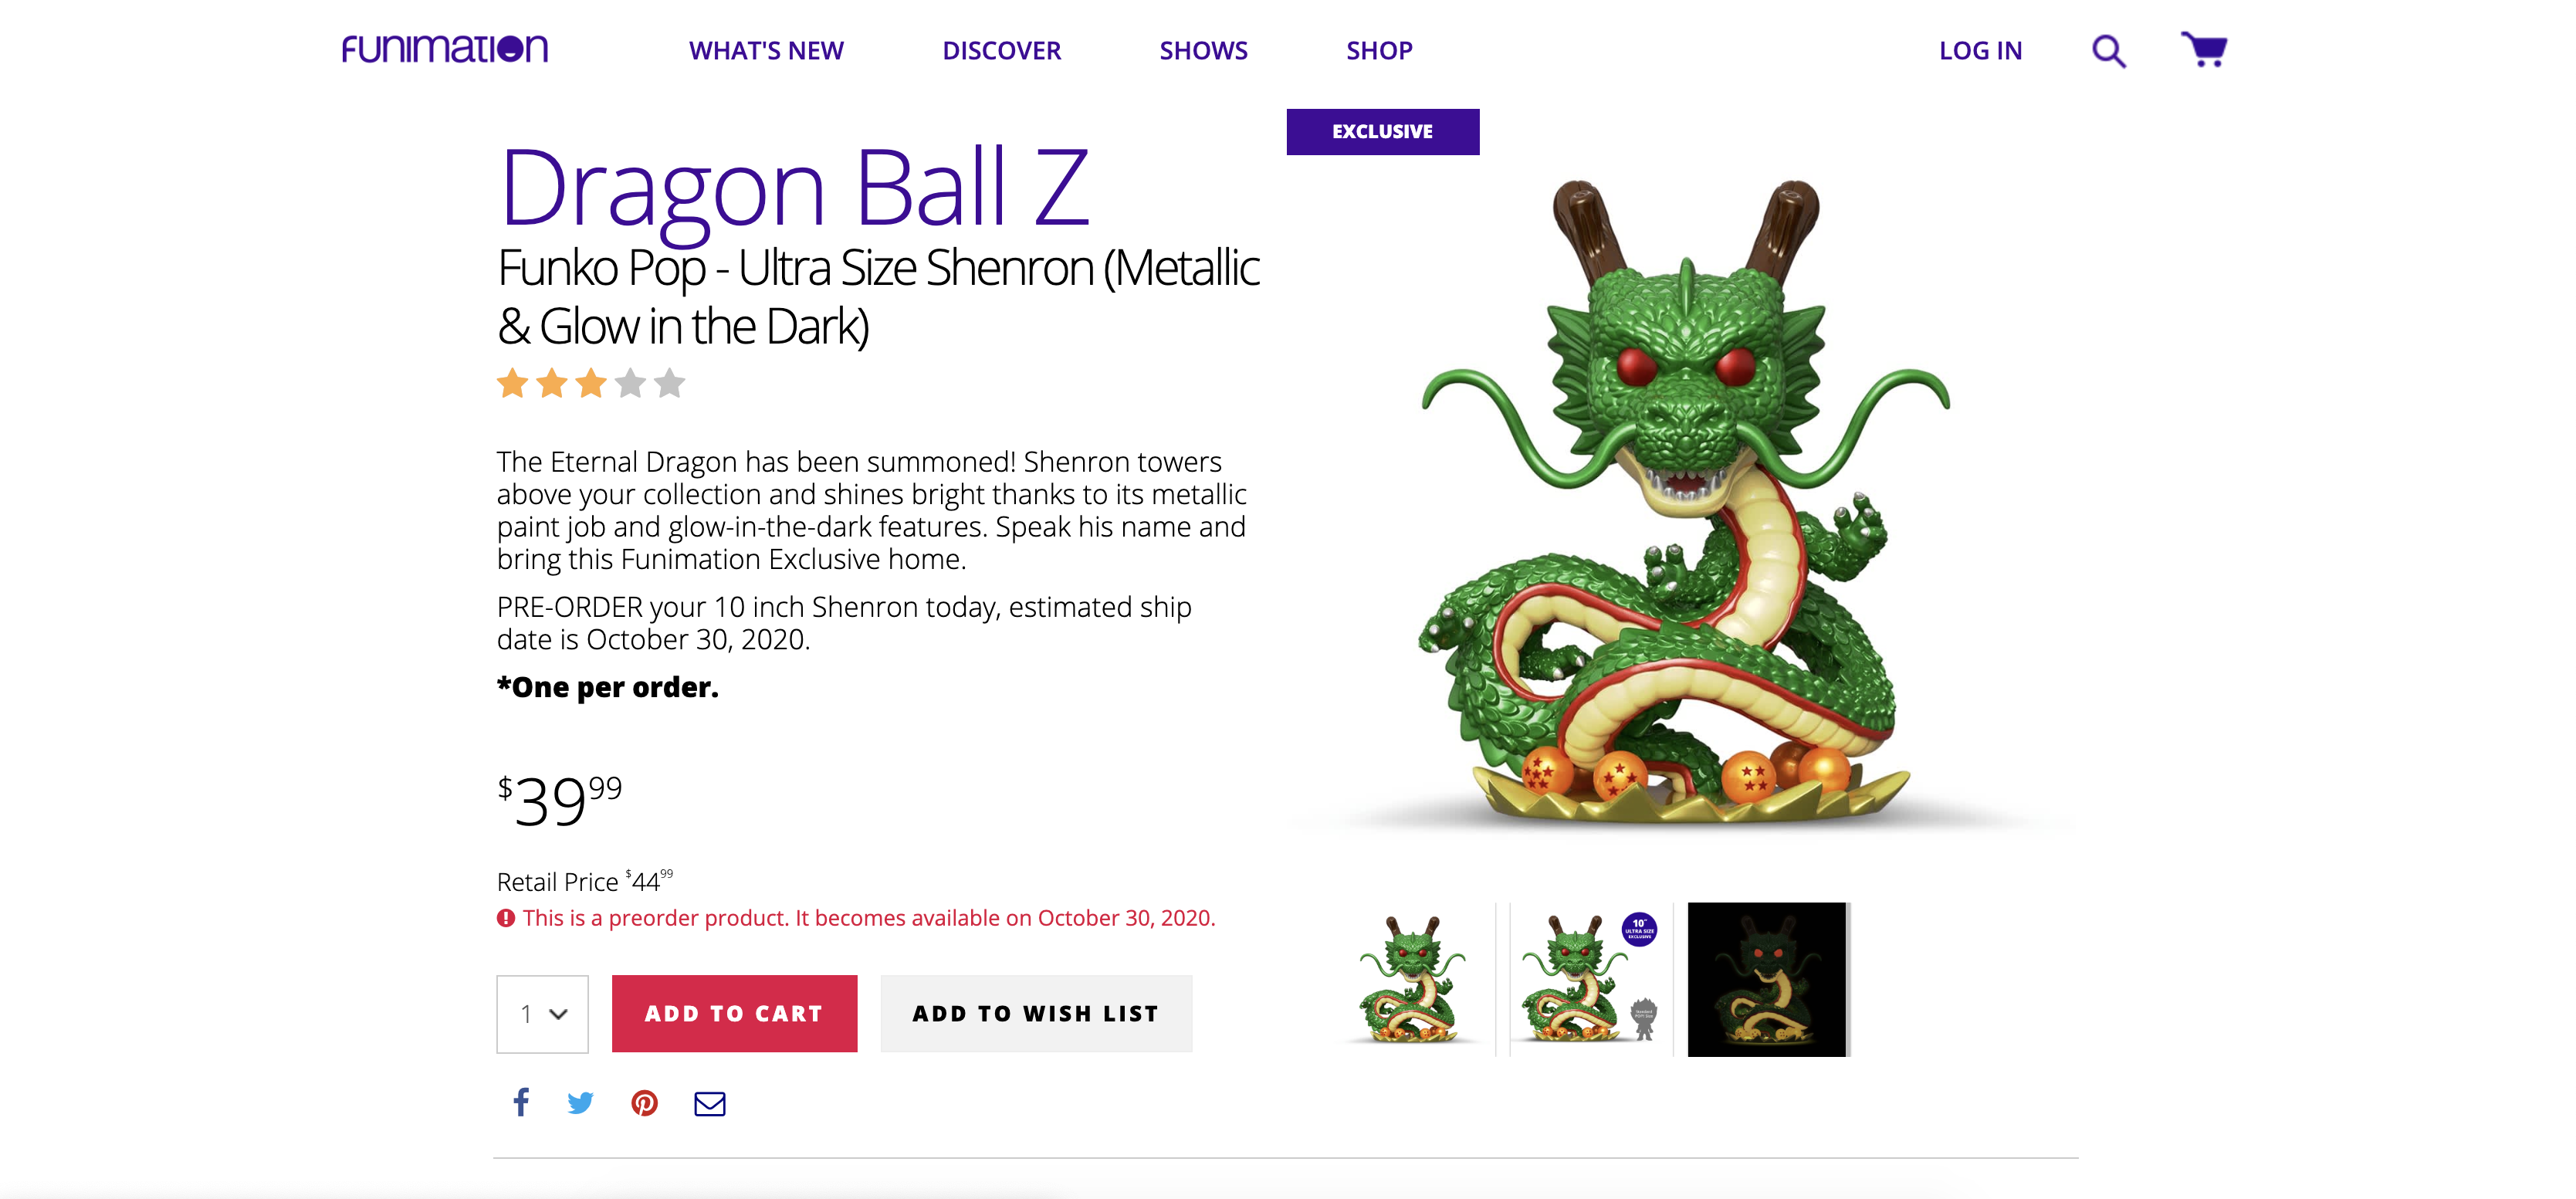 FUNIMATION
WHAT'S NEW
DISCOVER
SHOWS
SHOP
LOG IN
EXCLUSIVE
Dragon Ball Z
Funko Pop - Ultra Size Shenron (Metallic
& Glow in the Dark)
The Eternal Dragon has been summoned! Shenron towers
above your collection and shines bright thanks to its metallic
paint job and glow-in-the-dark features. Speak his name and
bring this Funimation Exclusive home.
PRE-ORDER your 10 inch Shenron today, estimated ship
date is October 30, 2020.
*One per order.
$39 99
Retail Price $44 99
This is a preorder product. It becomes available on October 30, 2020.
1
ADD TO CART
ADD TO WISH LIST
10"
ULTRA SIZE
EXCLUSIVE